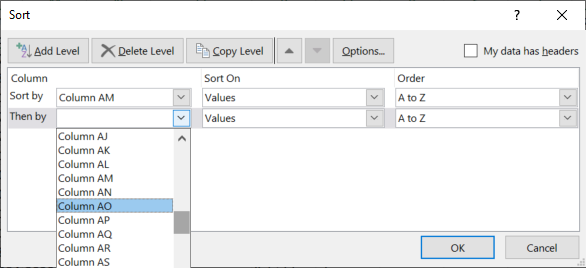 Sort
?
Add Level Delete Level Copy Level Options... My data has headers
Column Sort On Order
Sort by Column AM Values A to Z
Then by Values A to Z
Column AJ
Column AK
Column AL
Column AM
Column AN
Column AO
Column AP
Column AQ
Column AR
Column AS
OK Cancel